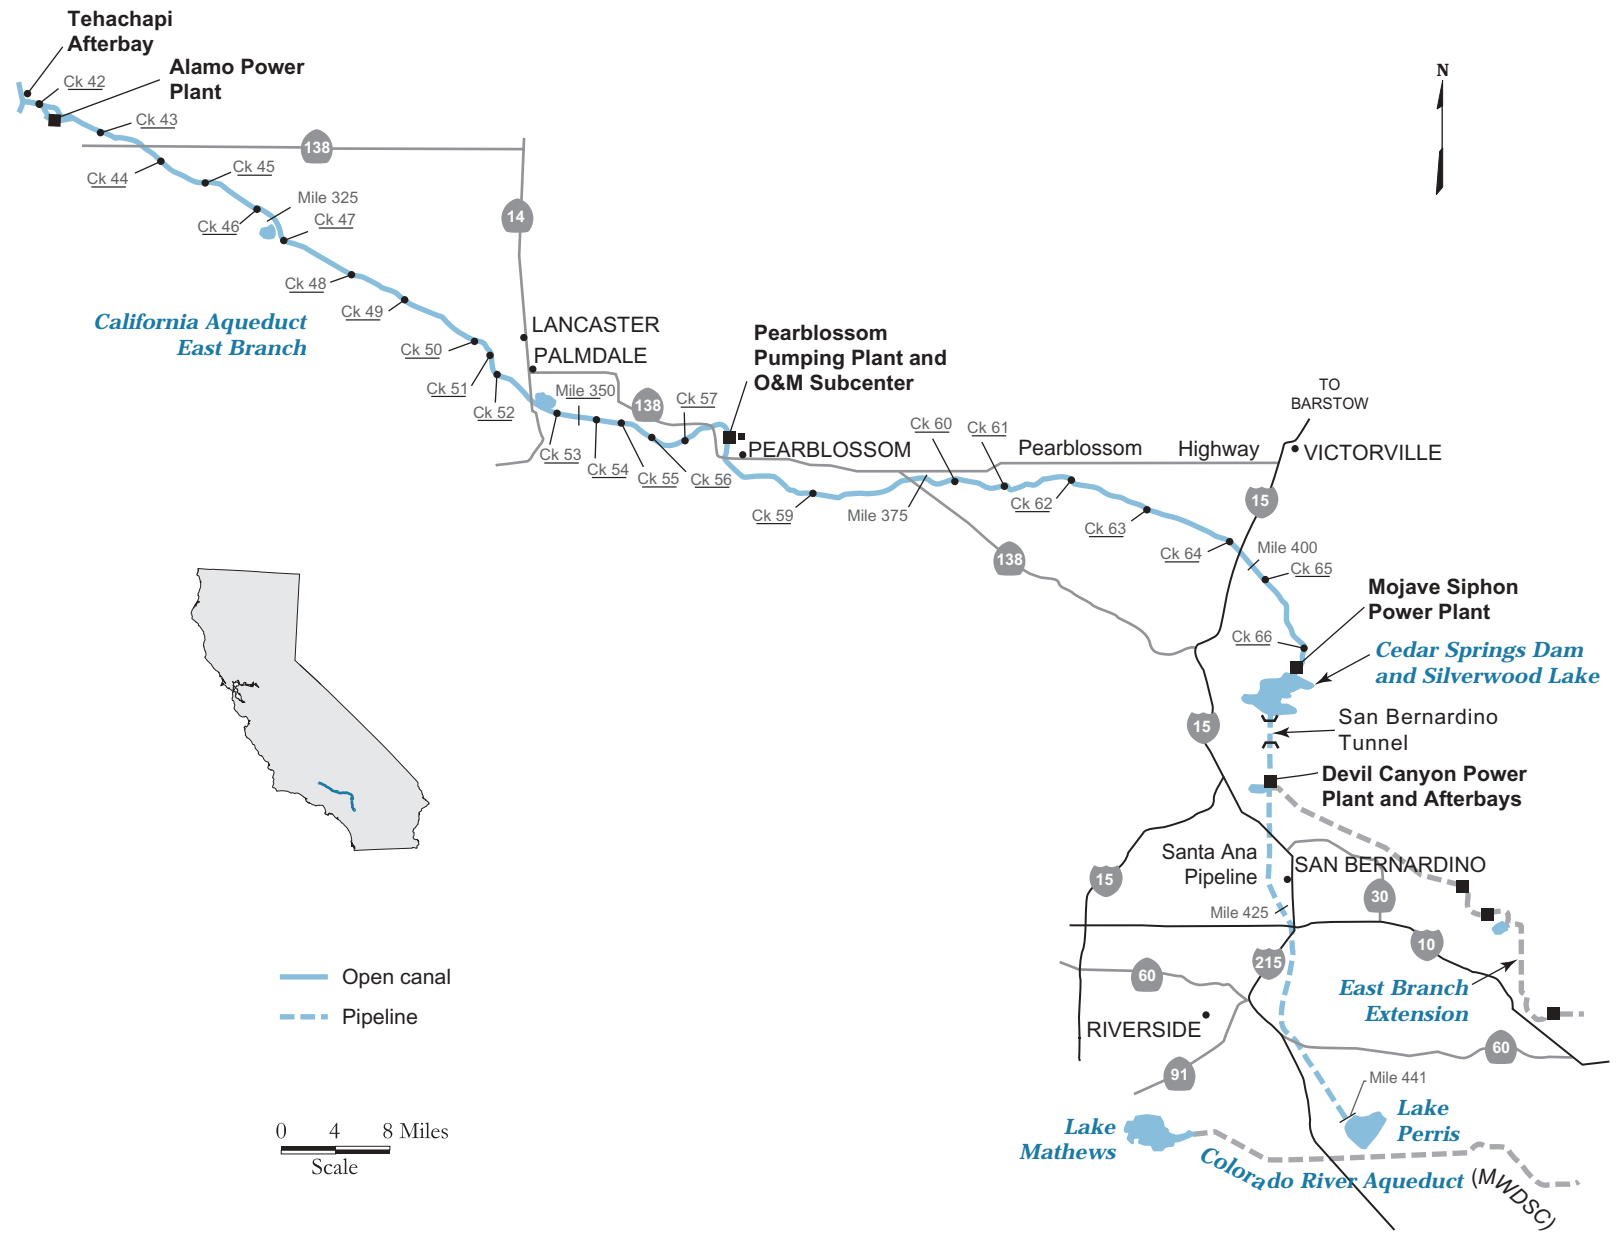 Tehachapi
Afterbay
Alamo Power
Plant
Ck 42
Ck 43
138
Ck 44
Ck 45
Mile 325
Ck 46
Ck 47
14
Ck 48
Ck 49
California Aqueduct
East Branch
Ck 50
Ck 51
Ck 52
LANCASTER
PALMDALE
Mile 350
138
Ck 53
Ck 54
Ck 55
Ck 56
Ck 57
Pearblossom
Pumping Plant and
O&M Subcenter
PEARBLOSSOM
Ck 59
Mile 375
Ck 60
Ck 61
Pearblossom Highway
Ck 62
Ck 63
Ck 64
138
N
TO
BARSTOW
VICTORVILLE
15
Mile 400
Ck 65
Ck 66
Mojave Siphon
Power Plant
Cedar Springs Dam
and Silverwood Lake
15
San Bernardino
Tunnel
Devil Canyon Power
Plant and Afterbays
Santa Ana
Pipeline
SAN BERNARDINO
15
30
Mile 425
10
215
60
East Branch
Extension
RIVERSIDE
60
91
Mile 441
Lake
Perris
Lake
Mathews
Colorado River Aqueduct (MWDSC)
Open canal
Pipeline
0 4 8 Miles
Scale